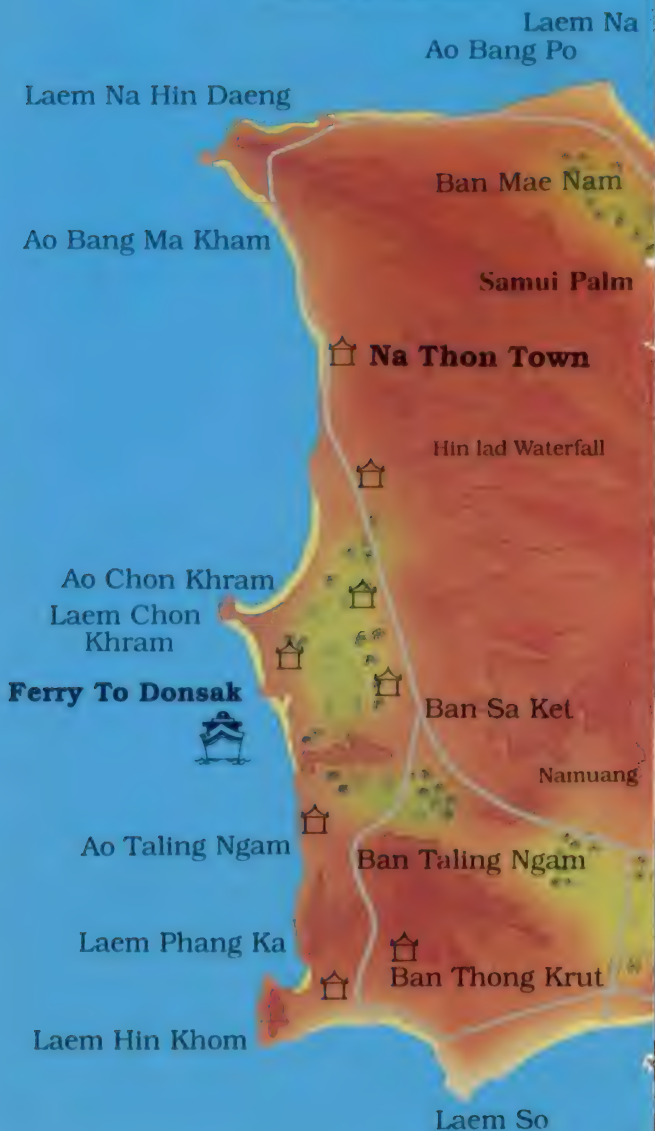 Laem Na
Ao Bang Po
Laem Na Hin Daeng
Ban Mae Nam
Ao Bang Ma Kham
Samui Palm
Na Thon Town
Hin lad Waterfall
Ao Chon Khram
Laem Chon
Khram
Ferry To Donsak
Ban Sa Ket
Namuang
Ao Taling Ngam
Ban Taling Ngam
Laem Phang Ka
Ban Thong Krut
Laem Hin Khom
Laem So